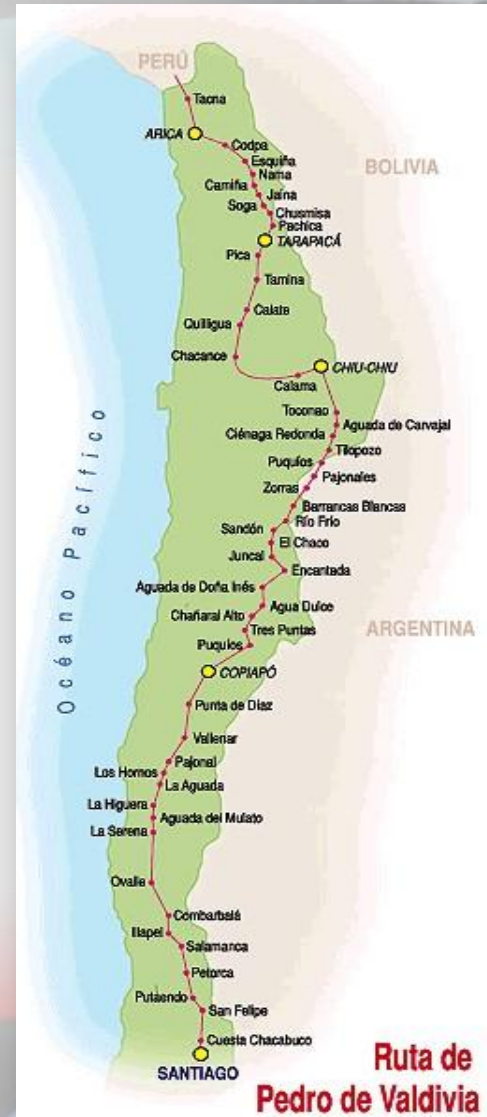 PERÚ
Tacna
ARICA
Codpa
Esquiña
BOLIVIA
Nama
Camiña
Jaina
Soga
Chusmisa
Pachica
TARAPACÁ
Pica
Tamina
Calate
Quilligua
Chacance
CHIU-CHIU
Calama
Toconao
Aguada de Carvajal
Ciénaga Redonda
Tilopozo
Puquíos
Pajonales
Zorras
Barrancas Blancas
Río Frío
Sandón
El Chaco
Juncal
Encantada
Aguada de Doña Inés
Agua Dulce
Chañaral Alto
Tres Puntas
ARGENTINA
Puquios
COPIAPÓ
Océano Pacífico
Punta de Díaz
Vallenar
Pajonal
Los Hornos
La Aguada
La Higuera
Aguada del Mulato
La Serena
Ovalle
Combarbalá
Illapel
Salamanca
Petorca
Putaendo
San Felipe
Cuesta Chacabuco
SANTIAGO
Ruta de
Pedro de Valdivia